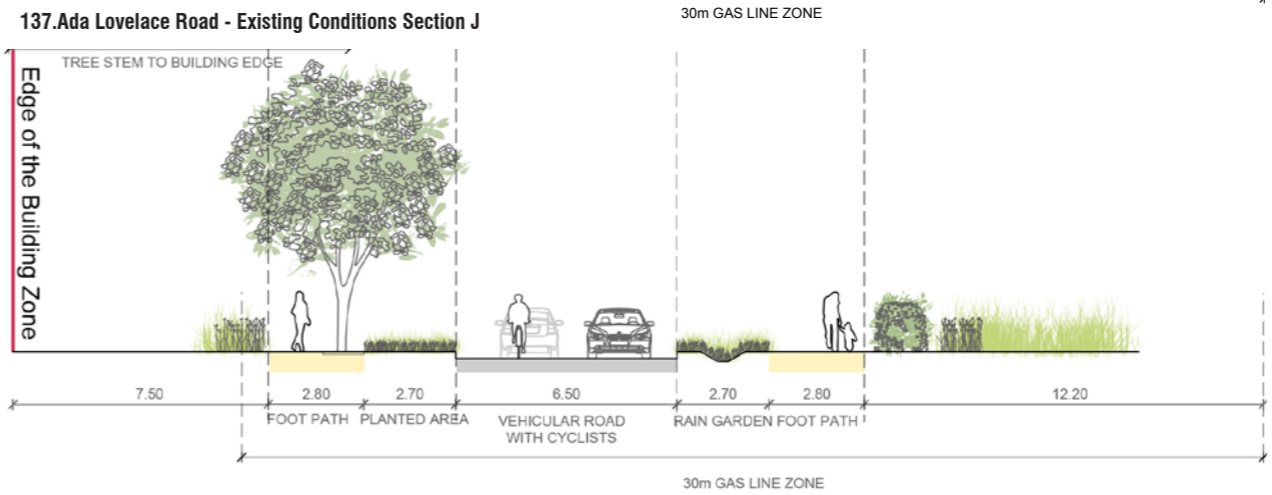 30m GAS LINE ZONE
137.Ada Lovelace Road - Existing Conditions Section J
TREE STEM TO BUILDING EDGE
Edge of the Building Zone
7.50
2.80
2.70
6.50
2.70
2.80
12.20
FOOT PATH
PLANTED AREA
VEHICULAR ROAD
WITH CYCLISTS
RAIN GARDEN
FOOT PATH
30m GAS LINE ZONE